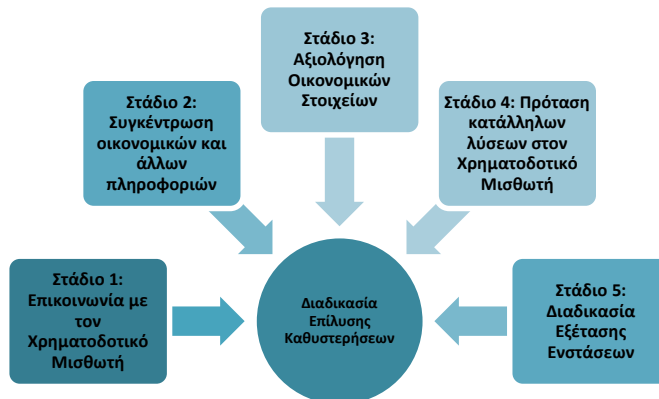 Στάδιο 1:
Επικοινωνία με
τον
Χρηματοδοτικό
Μισθωτή
Στάδιο 2:
Συγκέντρωση
οικονομικών και
άλλων
πληροφοριών
Στάδιο 3:
Αξιολόγηση
Οικονομικών
Στοιχείων
Στάδιο 4: Πρόταση
κατάλληλων
λύσεων στον
Χρηματοδοτικό
Μισθωτή
Στάδιο 5:
Διαδικασία
Εξέτασης
Ενστάσεων
Διαδικασία
Επίλυσης
Καθυστερήσεων